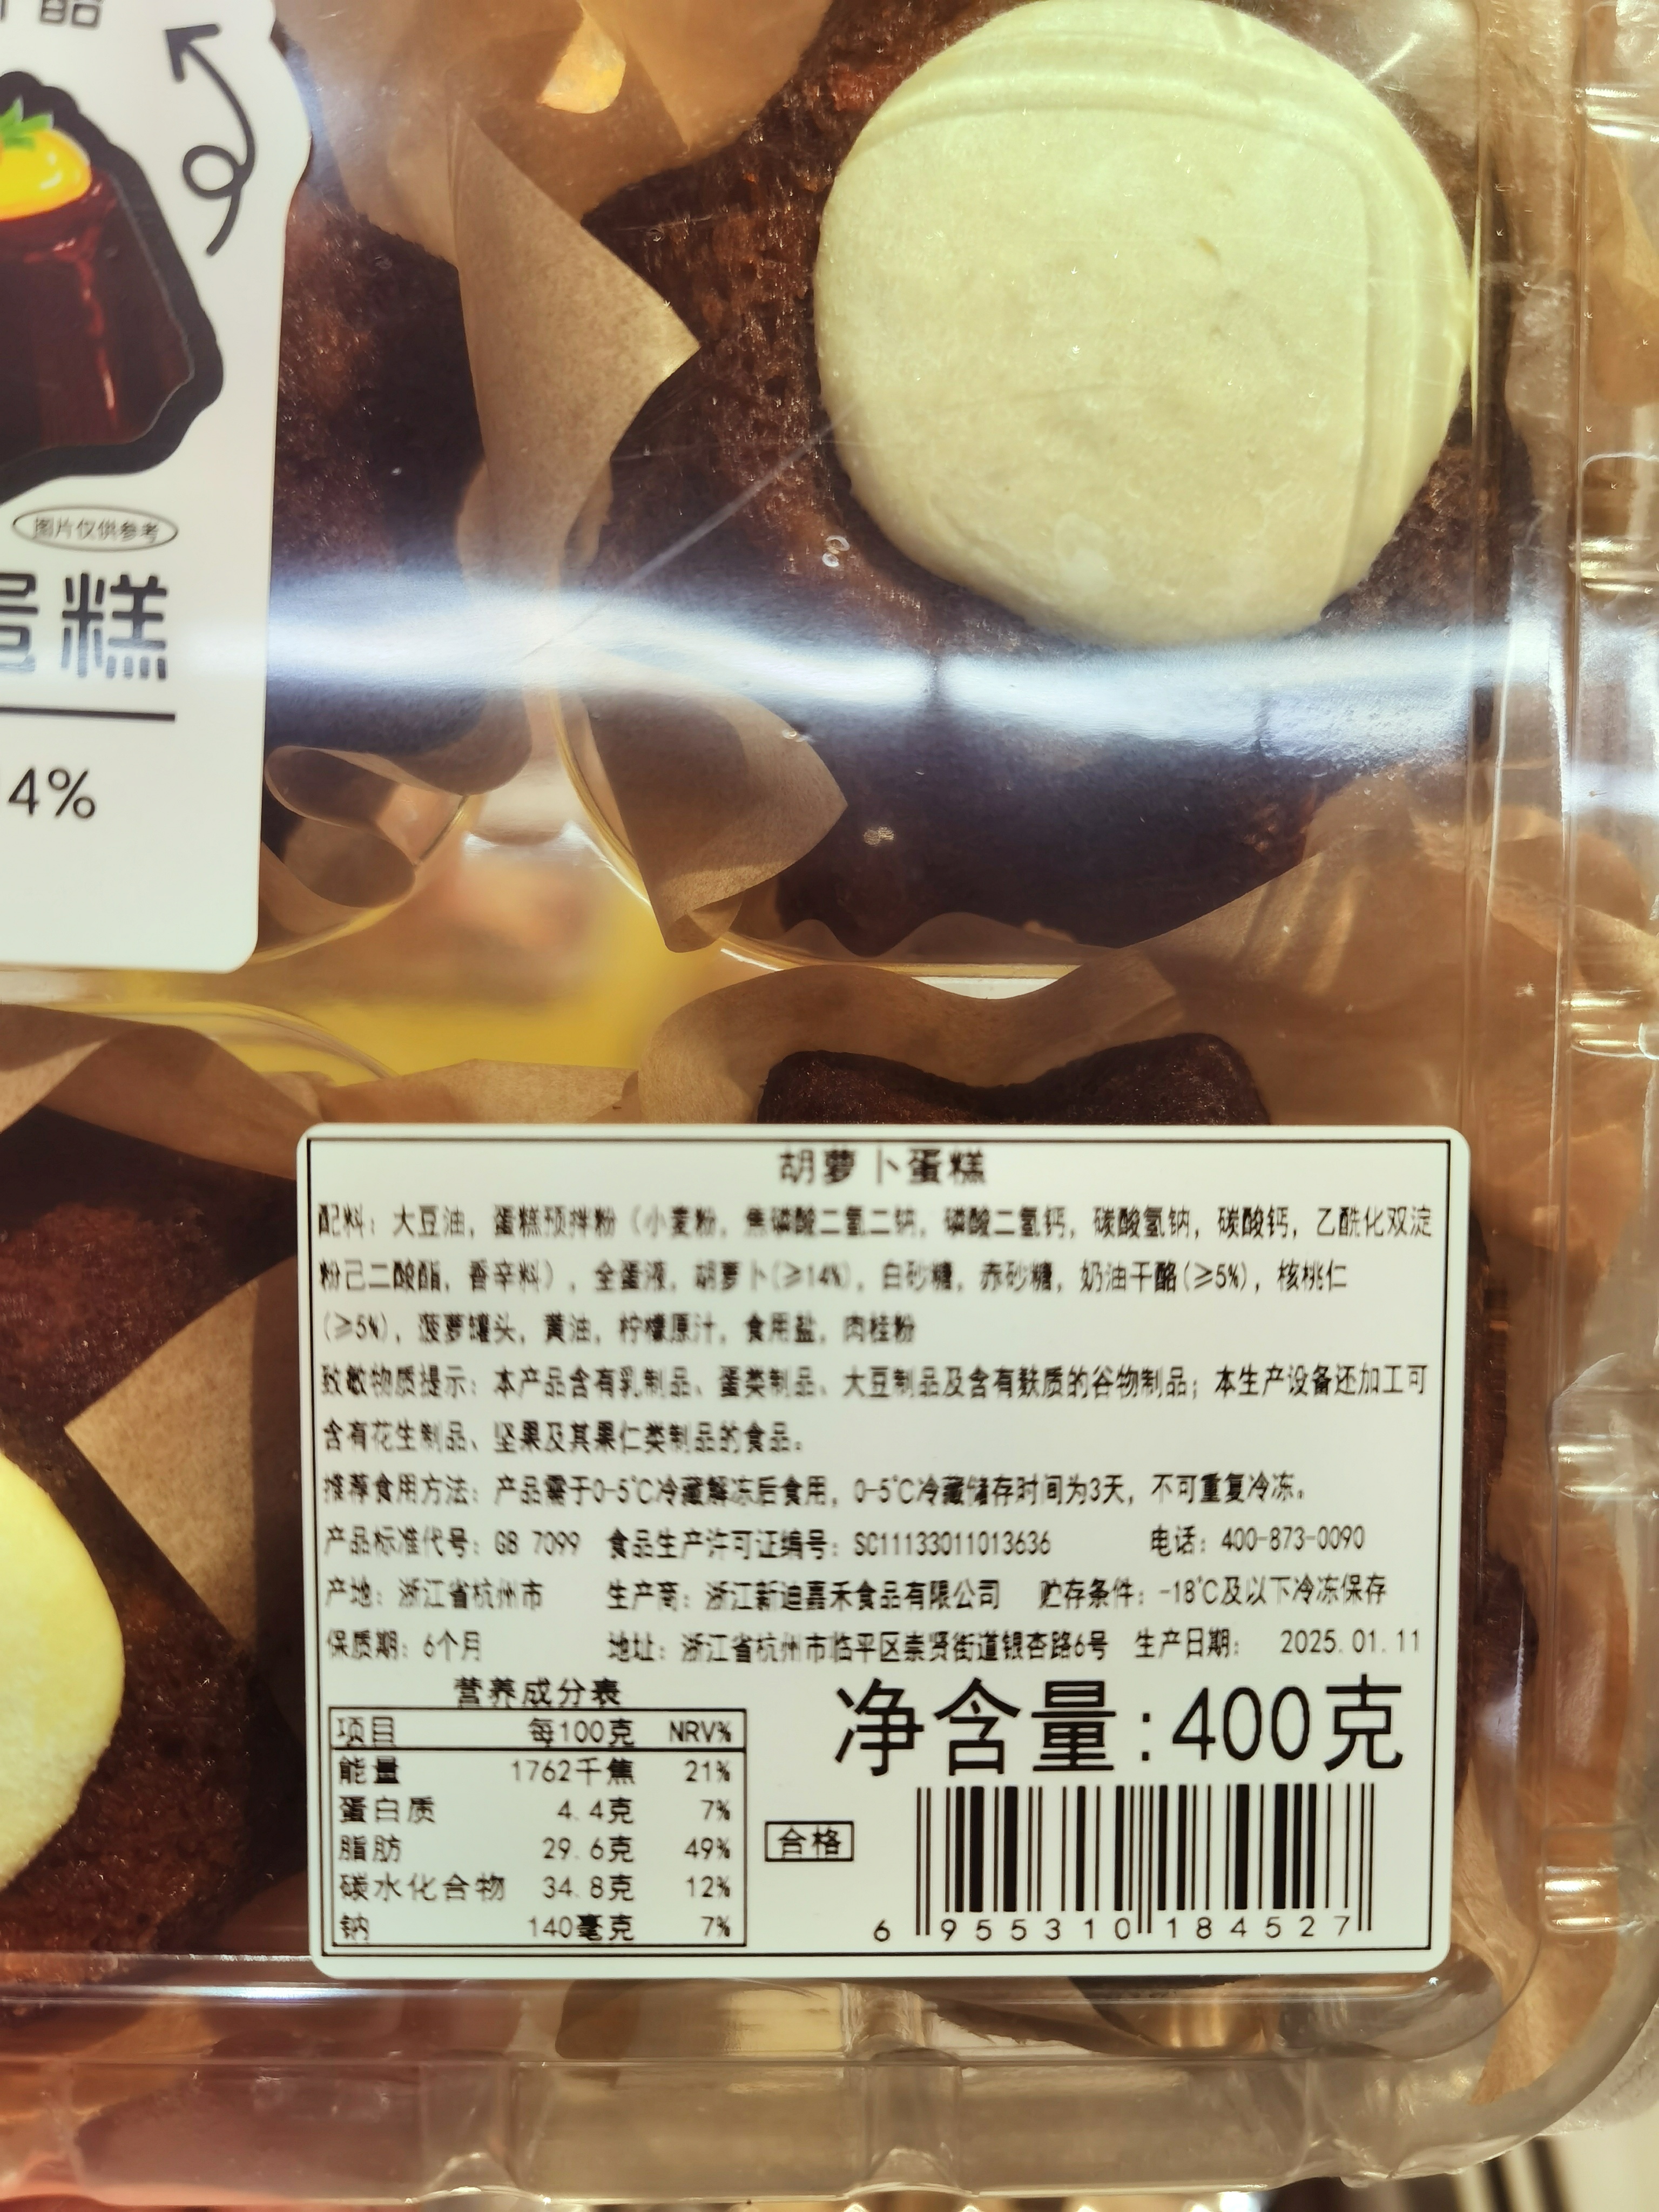 酪
图片仅供参考
蛋糕
4%
胡萝卜蛋糕
配料：大豆油，蛋糕预拌粉（小麦粉，焦磷酸二氢二钠，磷酸二氢钙，碳酸氢钠，碳酸钙，乙酰化双淀
粉己二酸酯，香辛料），全蛋液，胡萝卜(≥14%)，白砂糖，赤砂糖，奶油干酪(≥5%)，核桃仁
(≥5%)，菠萝罐头，黄油，柠檬原汁，食用盐，肉桂粉
致敏物质提示：本产品含有乳制品、蛋类制品、大豆制品及含有麸质的谷物制品；本生产设备还加工可
含有花生制品、坚果及其果仁类制品的食品。
推荐食用方法：产品需于0-5℃冷藏解冻后食用，0-5℃冷藏储存时间为3天，不可重复冷冻。
产品标准代号：GB 7099 食品生产许可证编号：SC11133011013636 电话：400-873-0090
产地：浙江省杭州市 生产商：浙江新迪嘉禾食品有限公司 贮存条件：-18℃及以下冷冻保存
保质期：6个月 地址：浙江省杭州市临平区崇贤街道银杏路6号 生产日期： 2025.01.11
营养成分表
项目 每100克 NRV%
能量 1762千焦 21%
蛋白质 4.4克 7%
脂肪 29.6克 49%
碳水化合物 34.8克 12%
钠 140毫克 7%
净含量:400克
合格
6 955310 184527